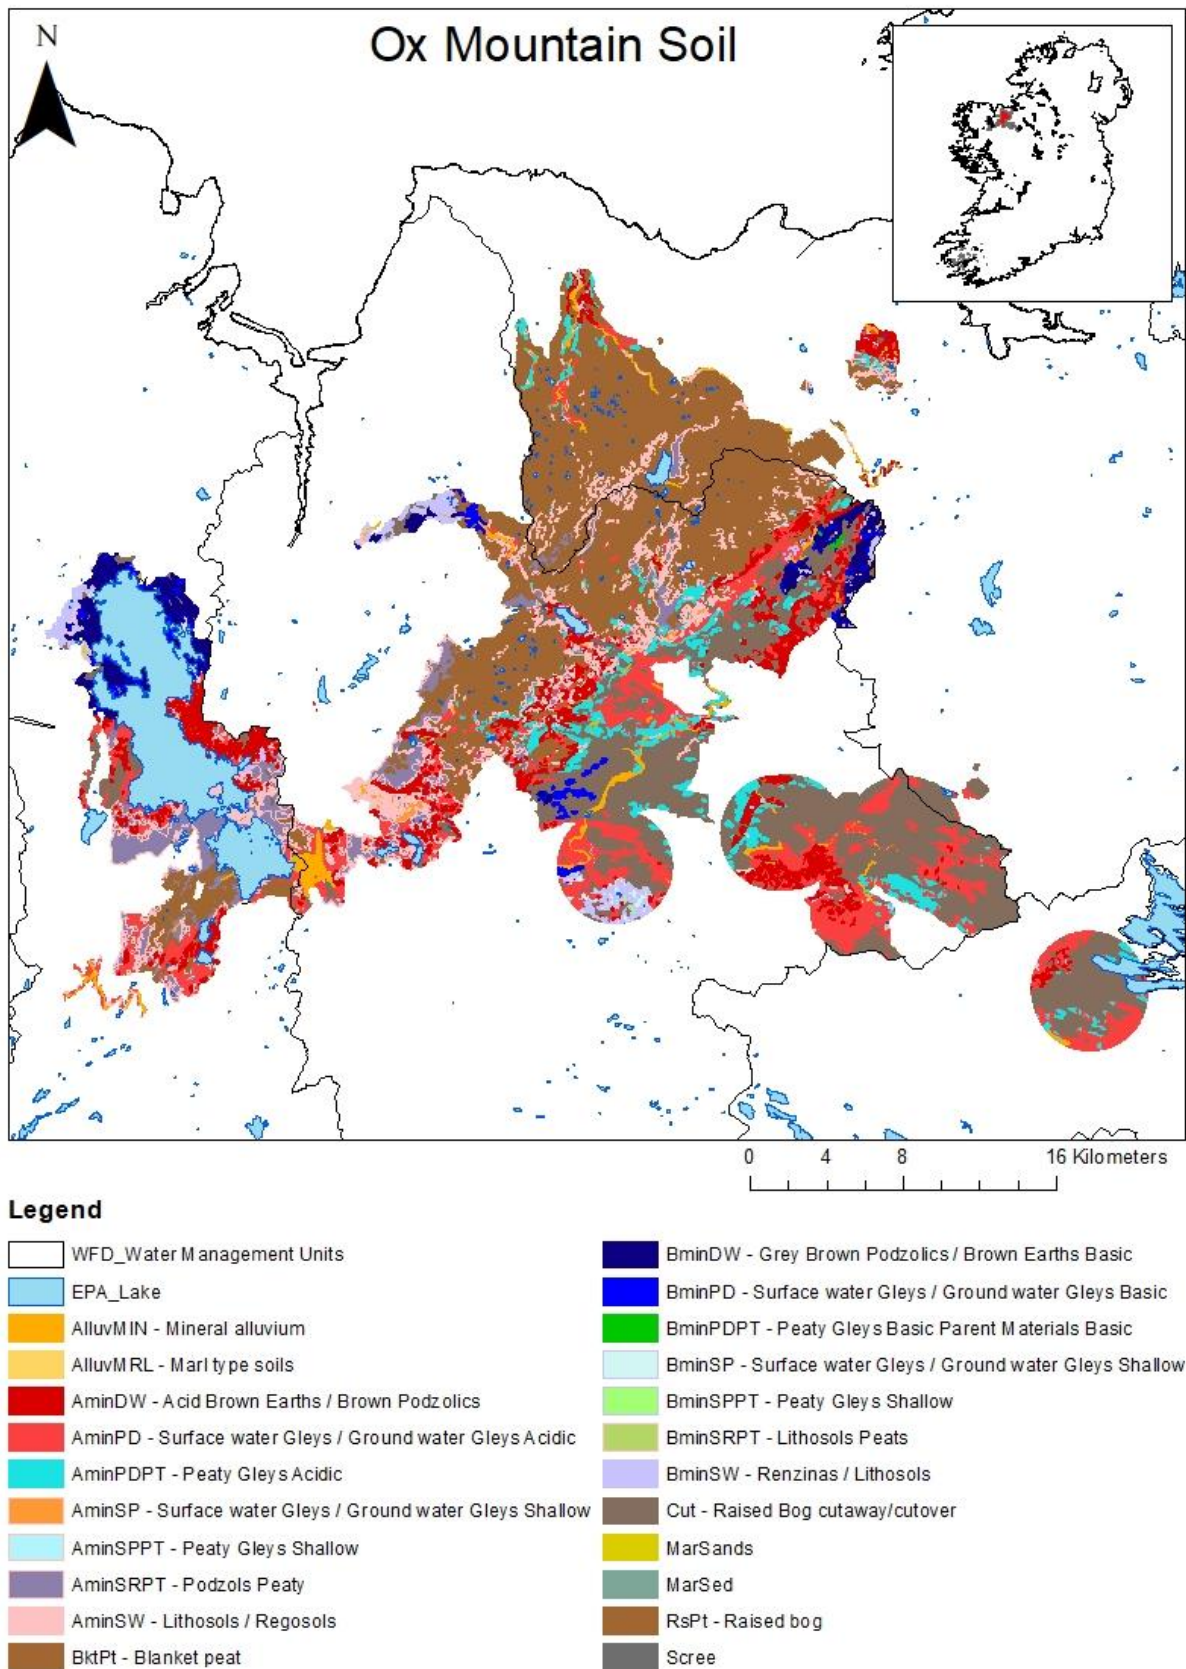 Ox Mountain Soil
N
0 4 8 16 Kilometers
Legend
WFD_Water Management Units
EPA_Lake
AlluvMIN - Mineral alluvium
AlluvMRL - Marl type soils
AminDW - Acid Brown Earths / Brown Podzolics
AminPD - Surface water Gleys / Ground water Gleys Acidic
AminPDPT - Peaty Gleys Acidic
AminSP - Surface water Gleys / Ground water Gleys Shallow
AminSPPT - Peaty Gleys Shallow
AminSRPT - Podzols Peaty
AminSW - Lithosols / Regosols
BktPt - Blanket peat
BminDW - Grey Brown Podzolics / Brown Earths Basic
BminPD - Surface water Gleys / Ground water Gleys Basic
BminPDPT - Peaty Gleys Basic Parent Materials Basic
BminSP - Surface water Gleys / Ground water Gleys Shallow
BminSPPT - Peaty Gleys Shallow
BminSRPT - Lithosols Peats
BminSW - Renzinas / Lithosols
Cut - Raised Bog cutaway/cutover
MarSands
MarSed
RsPt - Raised bog
Scree